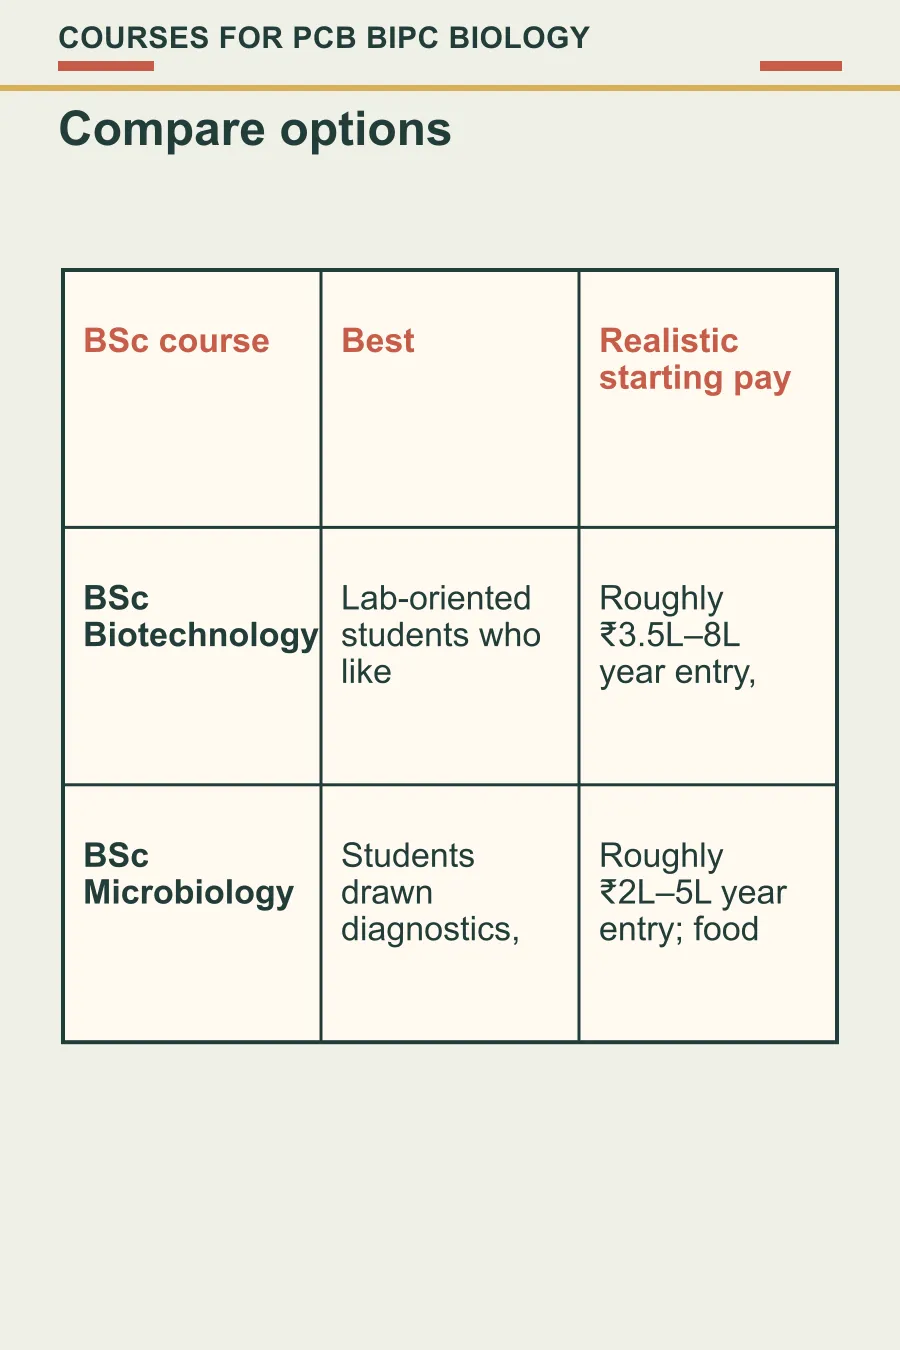 COURSES FOR PCB BIPC BIOLOGY
Compare options
BSc course
Best
Realistic
starting pay
BSc
Biotechnology
Lab-oriented
students who
like
Roughly
₹3.5L–8L
year entry,
BSc
Microbiology
Students
drawn
diagnostics,
Roughly
₹2L–5L year
entry; food